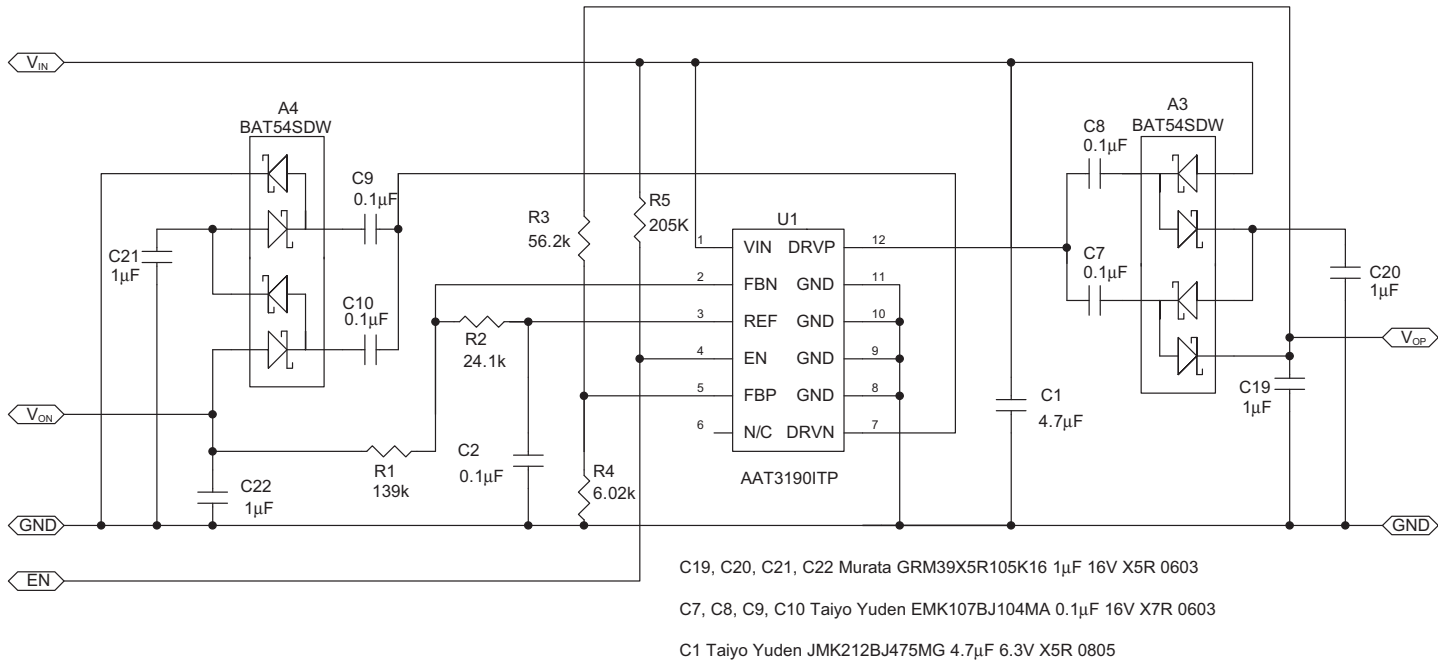 V_IN
A4
BAT54SDW
C9
0.1µF
C21
1µF
C10
0.1µF
R3
56.2k
R5
205K
R2
24.1k
V_ON
R1
139k
C2
0.1µF
R4
6.02k
C22
1µF
GND
EN
U1
1 VIN DRVP 12
2 FBN GND 11
3 REF GND 10
4 EN GND 9
5 FBP GND 8
6 N/C DRVN 7
AAT3190ITP
C1
4.7µF
A3
BAT54SDW
C8
0.1µF
C7
0.1µF
C20
1µF
V_OP
C19
1µF
GND
C19, C20, C21, C22 Murata GRM39X5R105K16 1µF 16V X5R 0603
C7, C8, C9, C10 Taiyo Yuden EMK107BJ104MA 0.1µF 16V X7R 0603
C1 Taiyo Yuden JMK212BJ475MG 4.7µF 6.3V X5R 0805